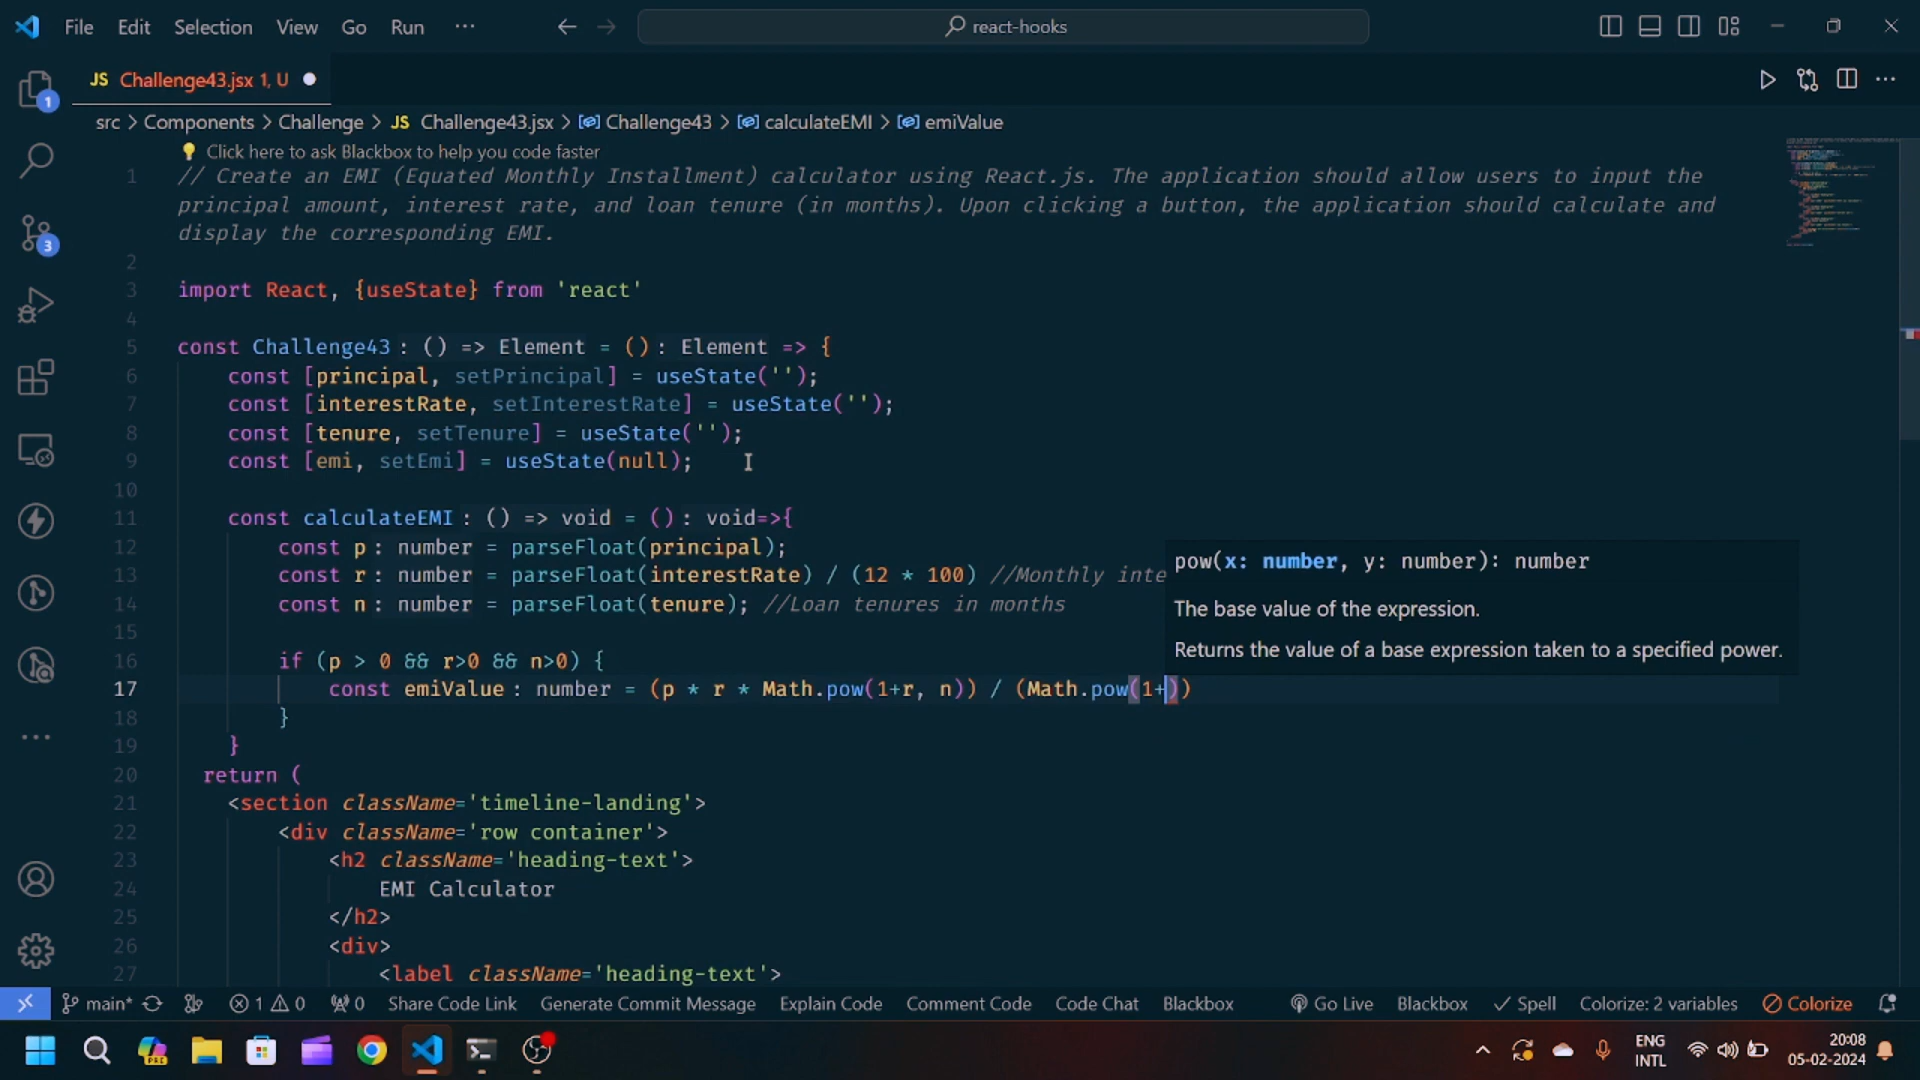 File Edit Selection View Go Run ··· react-hooks
JS Challenge43.jsx 1, U
src > Components > Challenge > JS Challenge43.jsx > Challenge43 > calculateEMI > emiValue
Click here to ask Blackbox to help you code faster
1 // Create an EMI (Equated Monthly Installment) calculator using React.js. The application should allow users to input the
principal amount, interest rate, and loan tenure (in months). Upon clicking a button, the application should calculate and
display the corresponding EMI.
2
3 import React, {useState} from 'react'
4
5 const Challenge43: () => Element = (): Element => {
6 const [principal, setPrincipal] = useState('');
7 const [interestRate, setInterestRate] = useState('');
8 const [tenure, setTenure] = useState('');
9 const [emi, setEmi] = useState(null);
10
11 const calculateEMI: () => void = (): void=>{
12 const p: number = parseFloat(principal);
13 const r: number = parseFloat(interestRate) / (12 * 100) //Monthly inte
14 const n: number = parseFloat(tenure); //Loan tenures in months
15
16 if (p > 0 && r>0 && n>0) {
17 const emiValue: number = (p * r * Math.pow(1+r, n)) / (Math.pow(1+))
18 }
19 }
20 return (
21 <section className='timeline-landing'>
22 <div className='row container'>
23 <h2 className='heading-text'>
24 EMI Calculator
25 </h2>
26 <div>
27 <label className='heading-text'>
pow(x: number, y: number): number
The base value of the expression.
Returns the value of a base expression taken to a specified power.
1
3
main* 1 0 0 Share Code Link Generate Commit Message Explain Code Comment Code Code Chat Blackbox Go Live Blackbox Spell Colorize: 2 variables Colorize
PRE
ENG
INTL
20:08
05-02-2024